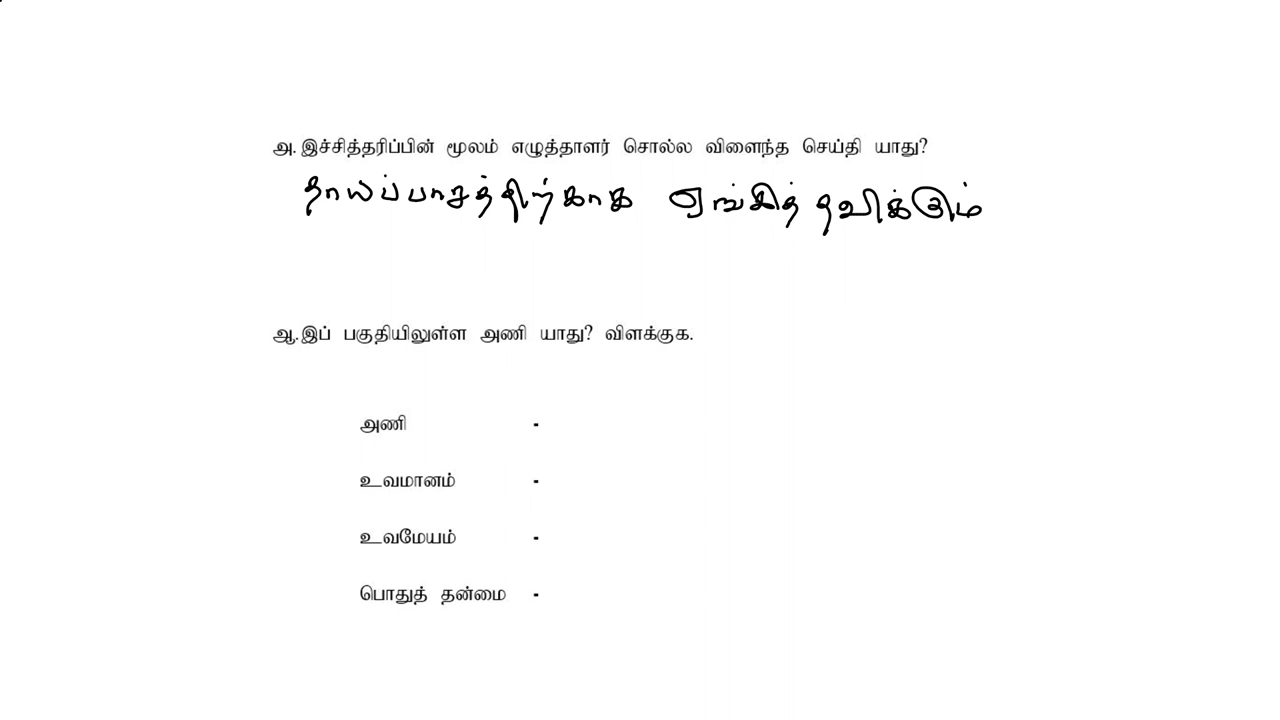 அ. இச்சித்தரிப்பின் மூலம் எழுத்தாளர் சொல்ல விளைந்த செய்தி யாது?
தாய்ப்பாசத்திற்காக ஏங்கித் தவிக்கும்
ஆ.இப் பகுதியிலுள்ள அணி யாது? விளக்குக.
அணி -
உவமானம் -
உவமேயம் -
பொதுத் தன்மை -